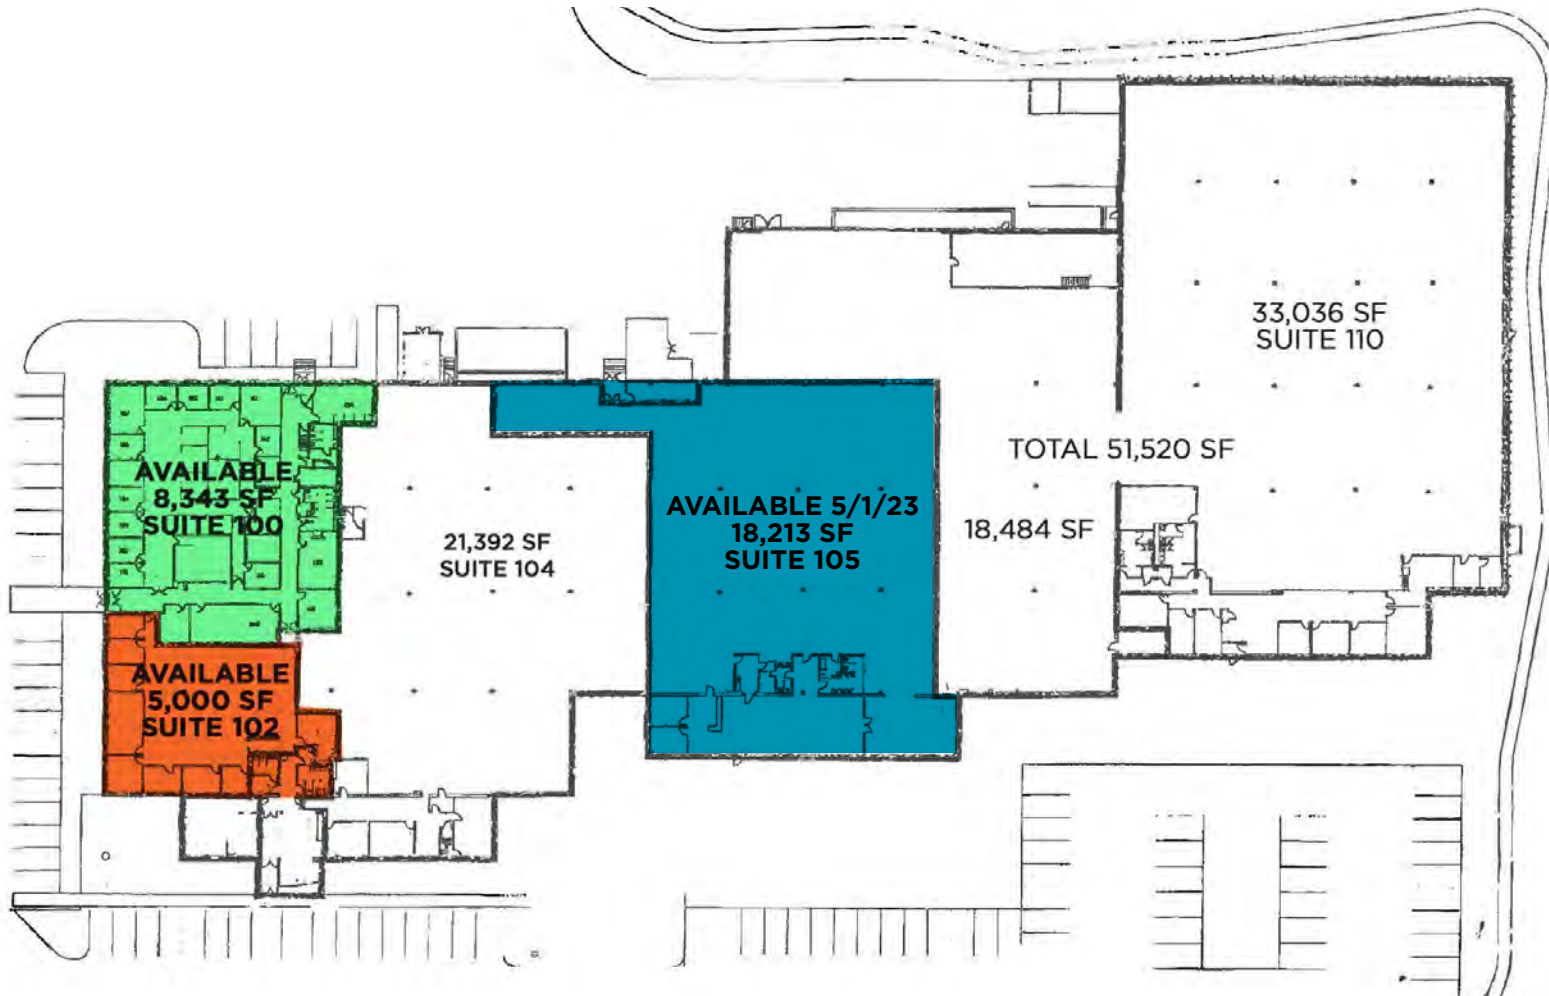 AVAILABLE
8,343 SF
SUITE 100
AVAILABLE
5,000 SF
SUITE 102
21,392 SF
SUITE 104
AVAILABLE 5/1/23
18,213 SF
SUITE 105
18,484 SF
TOTAL 51,520 SF
33,036 SF
SUITE 110